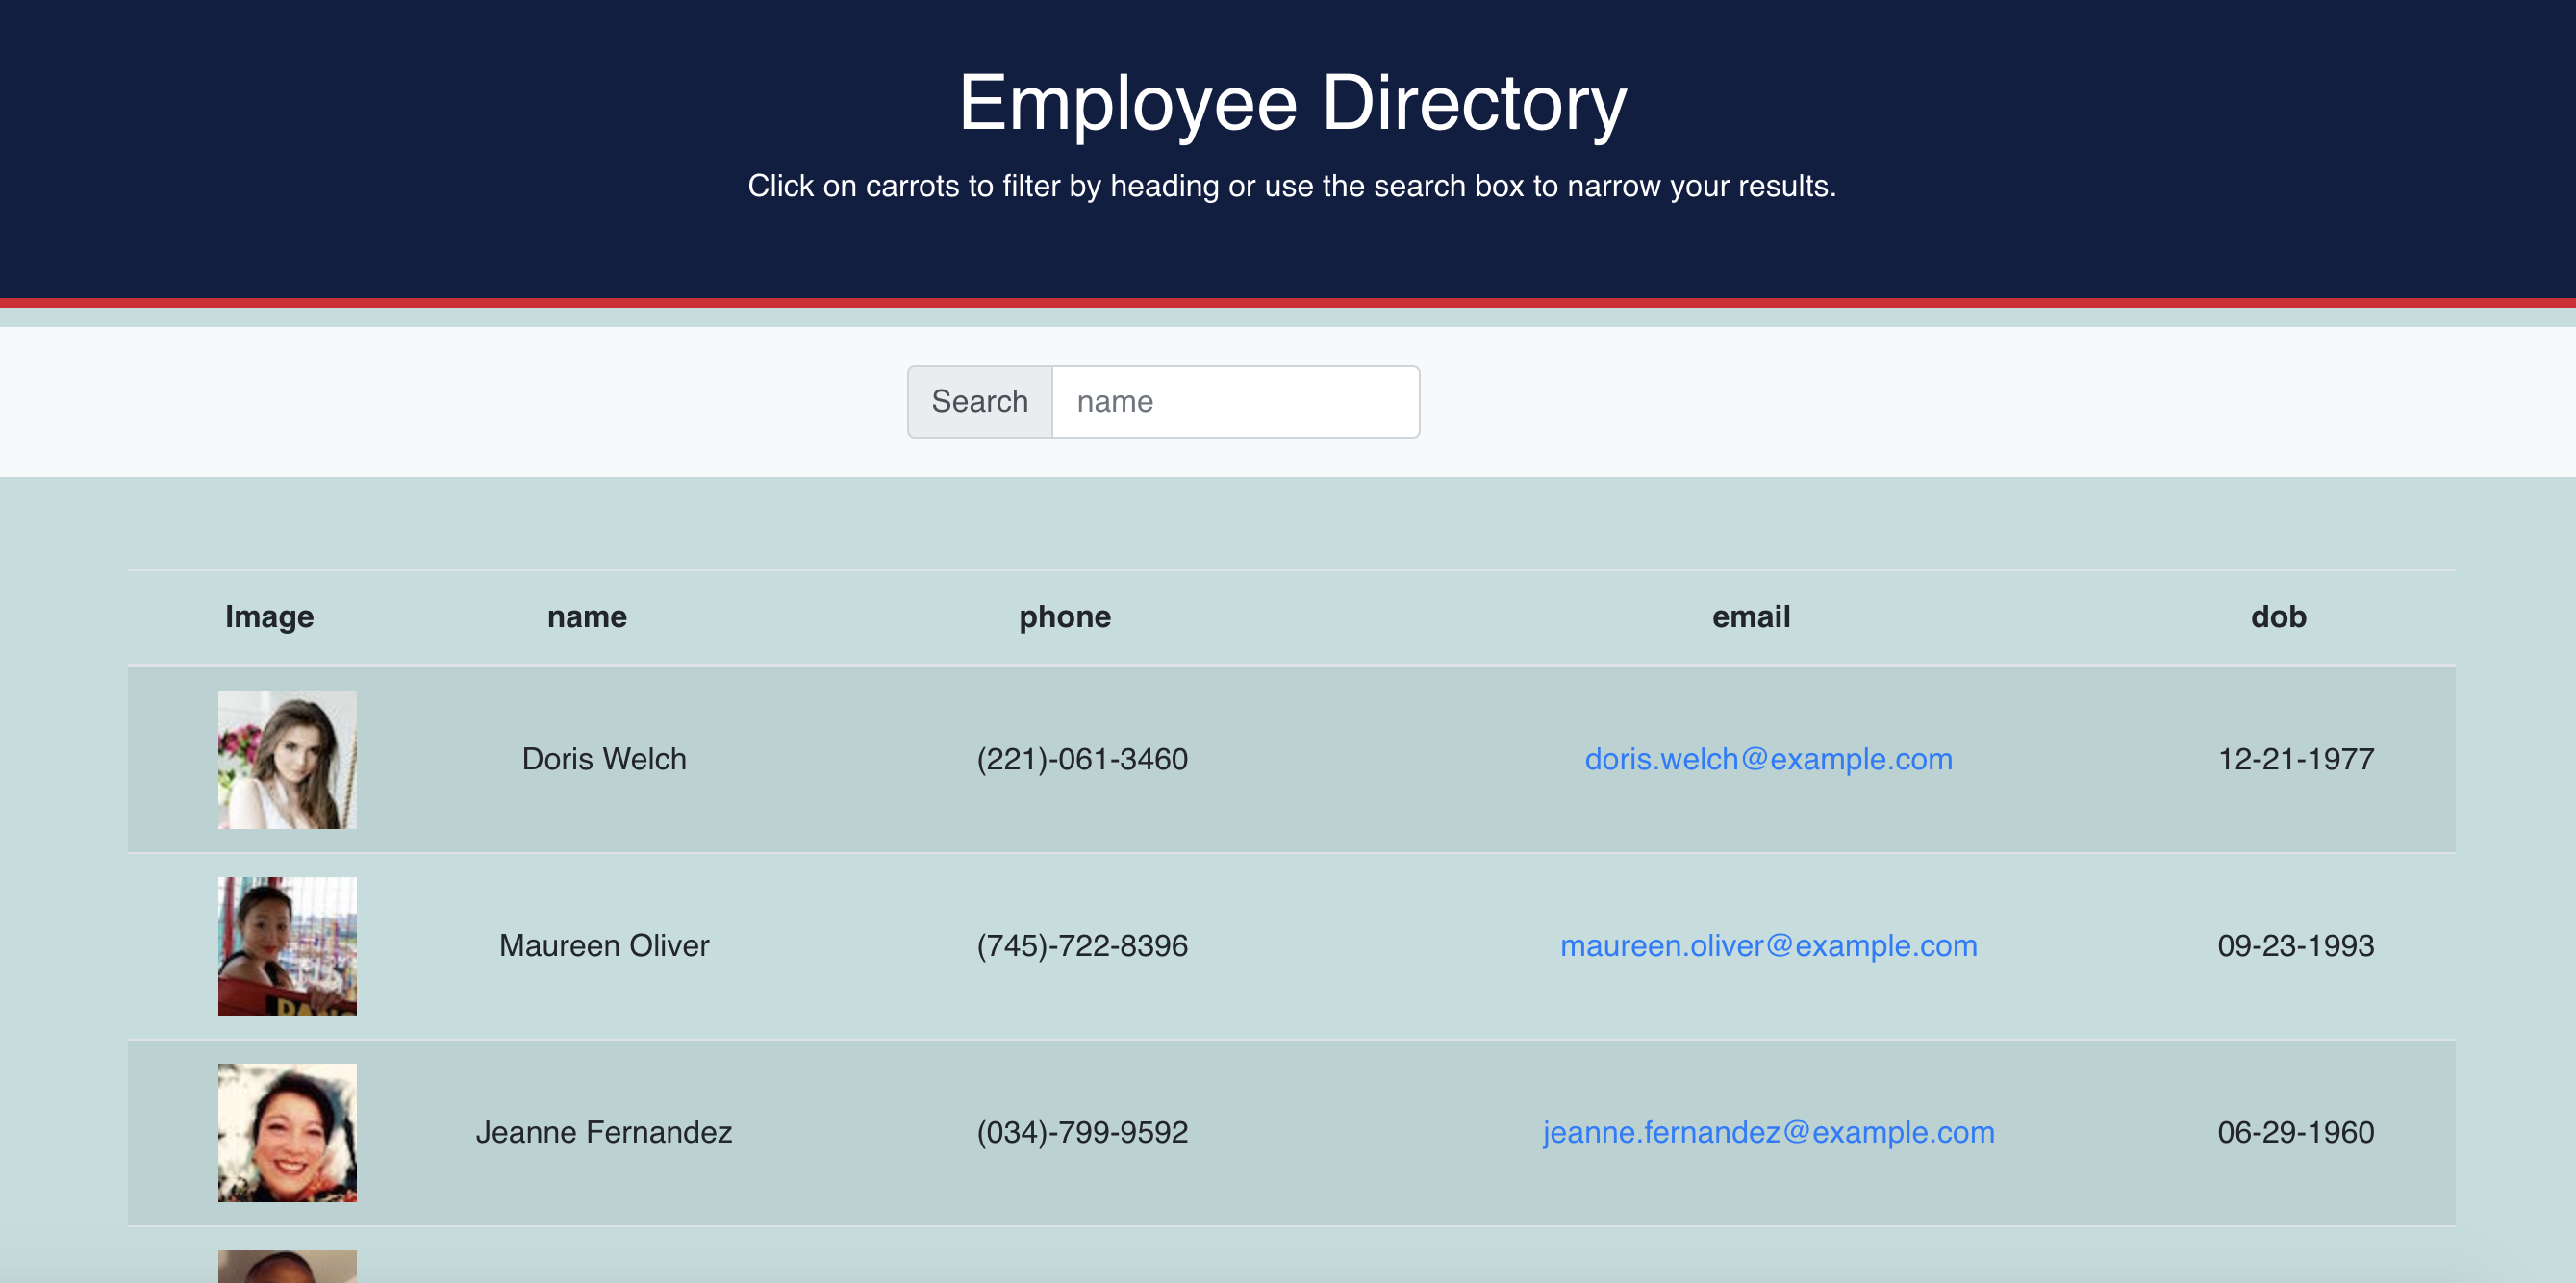 Employee Directory
Click on carrots to filter by heading or use the search box to narrow your results.
Search name
Image name phone email dob
Doris Welch (221)-061-3460 doris.welch@example.com 12-21-1977
Maureen Oliver (745)-722-8396 maureen.oliver@example.com 09-23-1993
Jeanne Fernandez (034)-799-9592 jeanne.fernandez@example.com 06-29-1960